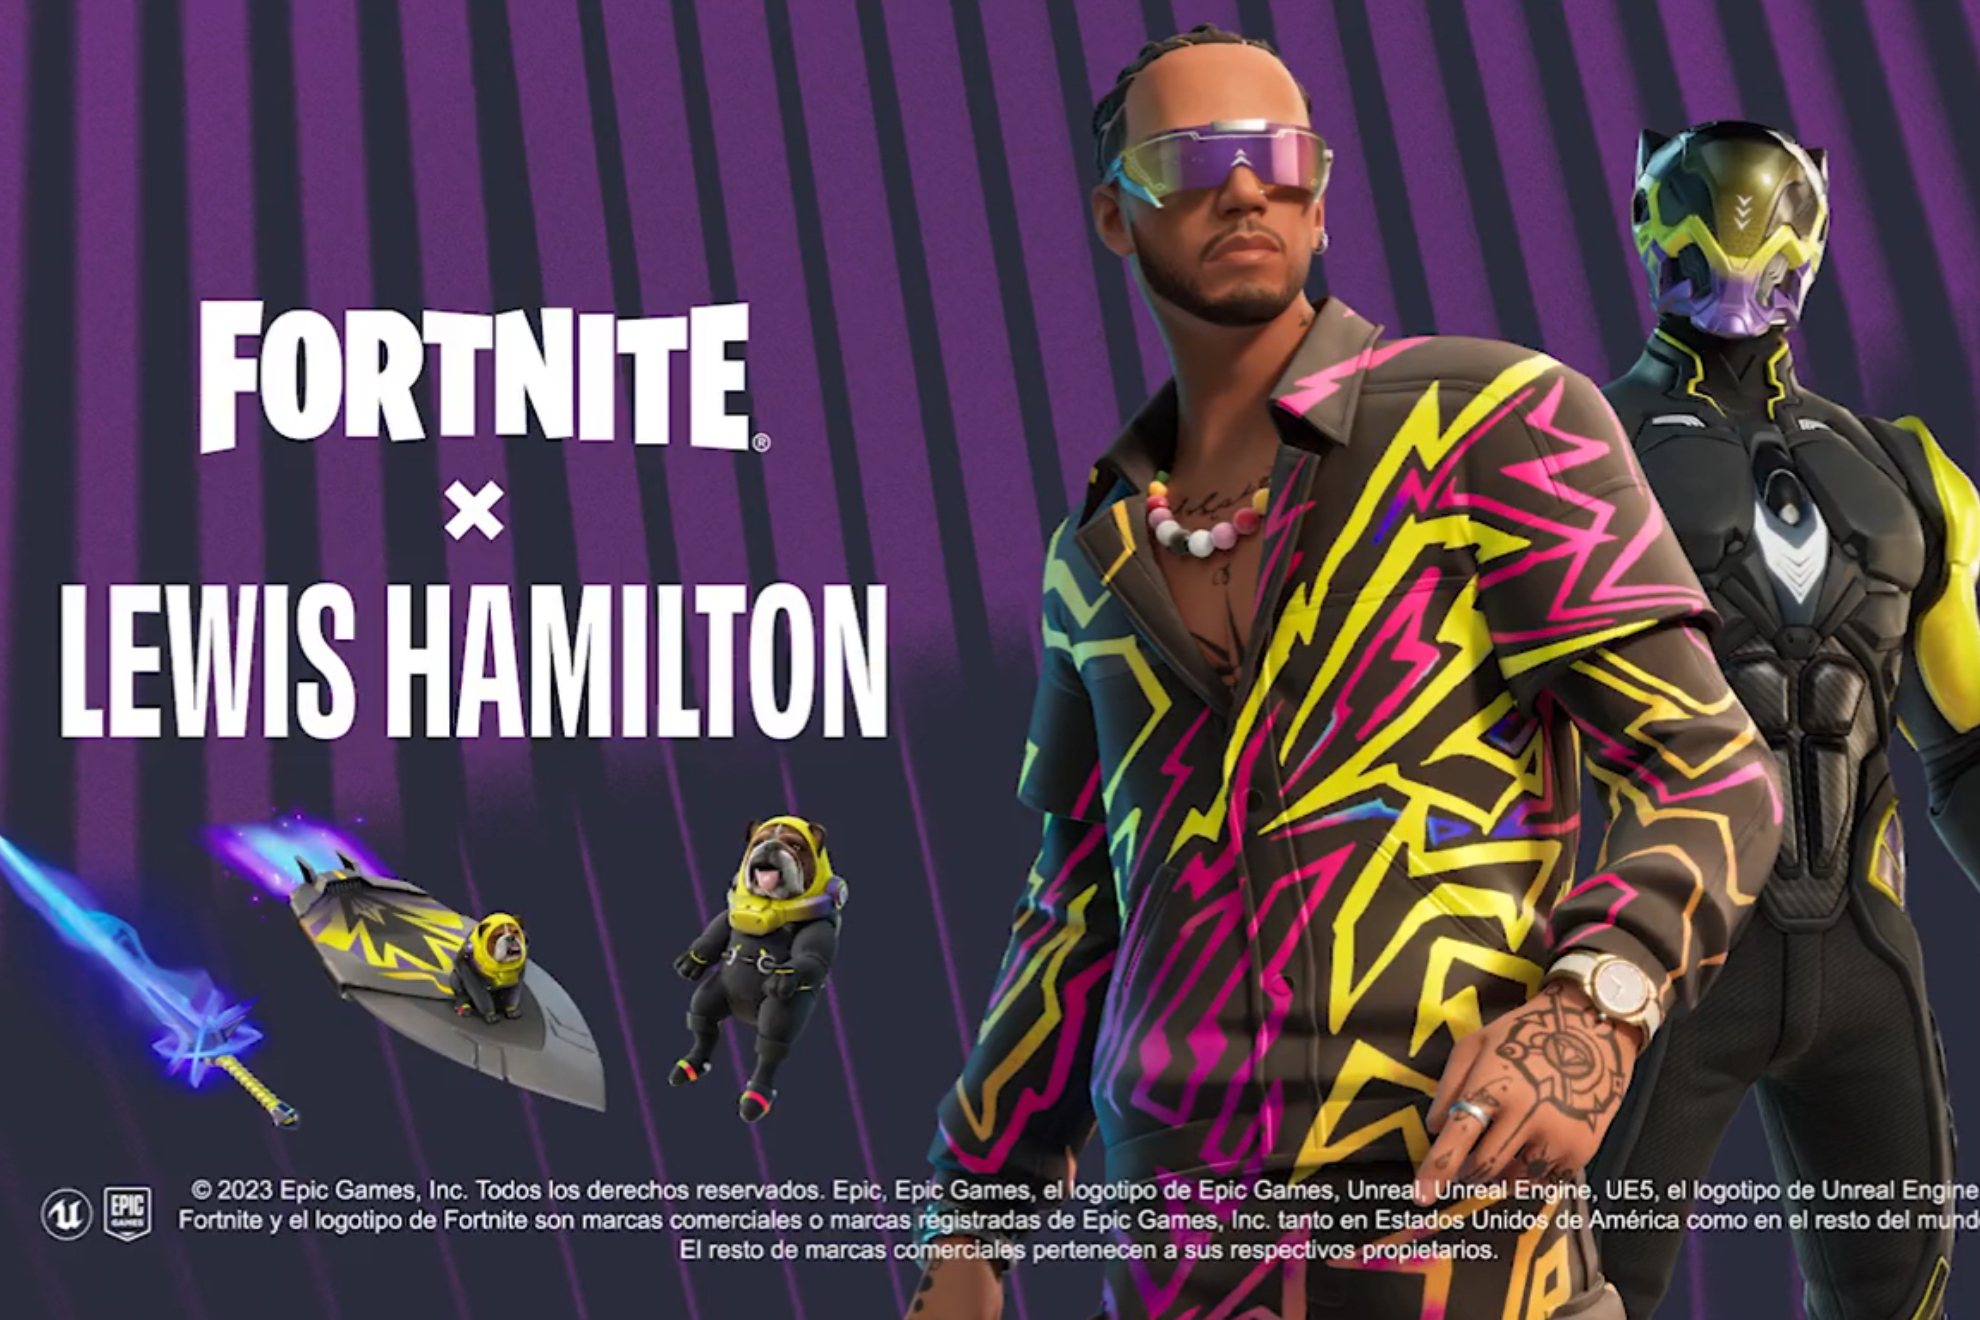 FORTNITE®
×
LEWIS HAMILTON
EPIC
GAMES
© 2023 Epic Games, Inc. Todos los derechos reservados. Epic, Epic Games, el logotipo de Epic Games, Unreal, Unreal Engine, UE5, el logotipo de Unreal Engine
Fortnite y el logotipo de Fortnite son marcas comerciales o marcas registradas de Epic Games, Inc. tanto en Estados Unidos de América como en el resto del
El resto de marcas comerciales pertenecen a sus respectivos propietarios.